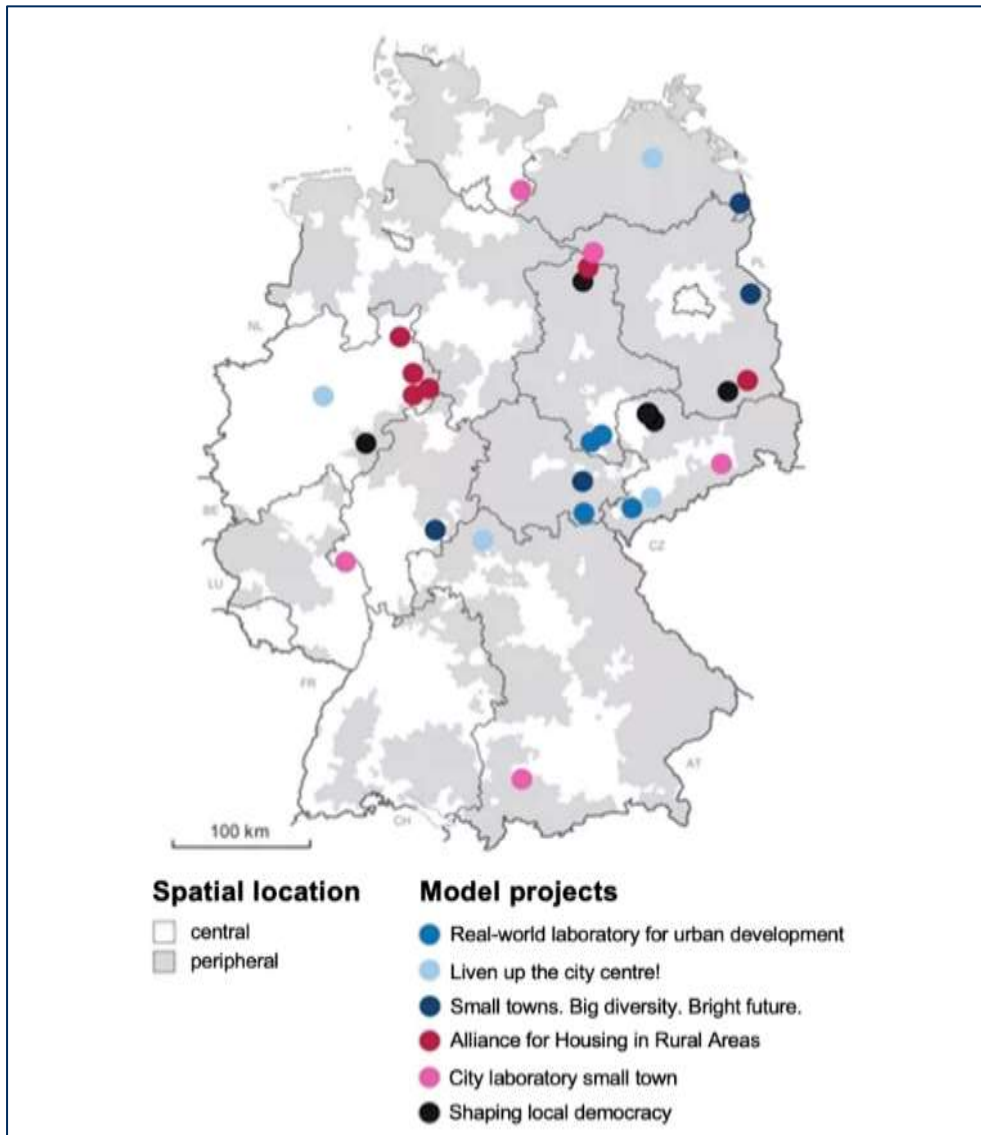 DK
PL
NL
BE
LU
CZ
FR
AT
CH
100 km
Spatial location
central
peripheral
Model projects
Real-world laboratory for urban development
Liven up the city centre!
Small towns. Big diversity. Bright future.
Alliance for Housing in Rural Areas
City laboratory small town
Shaping local democracy